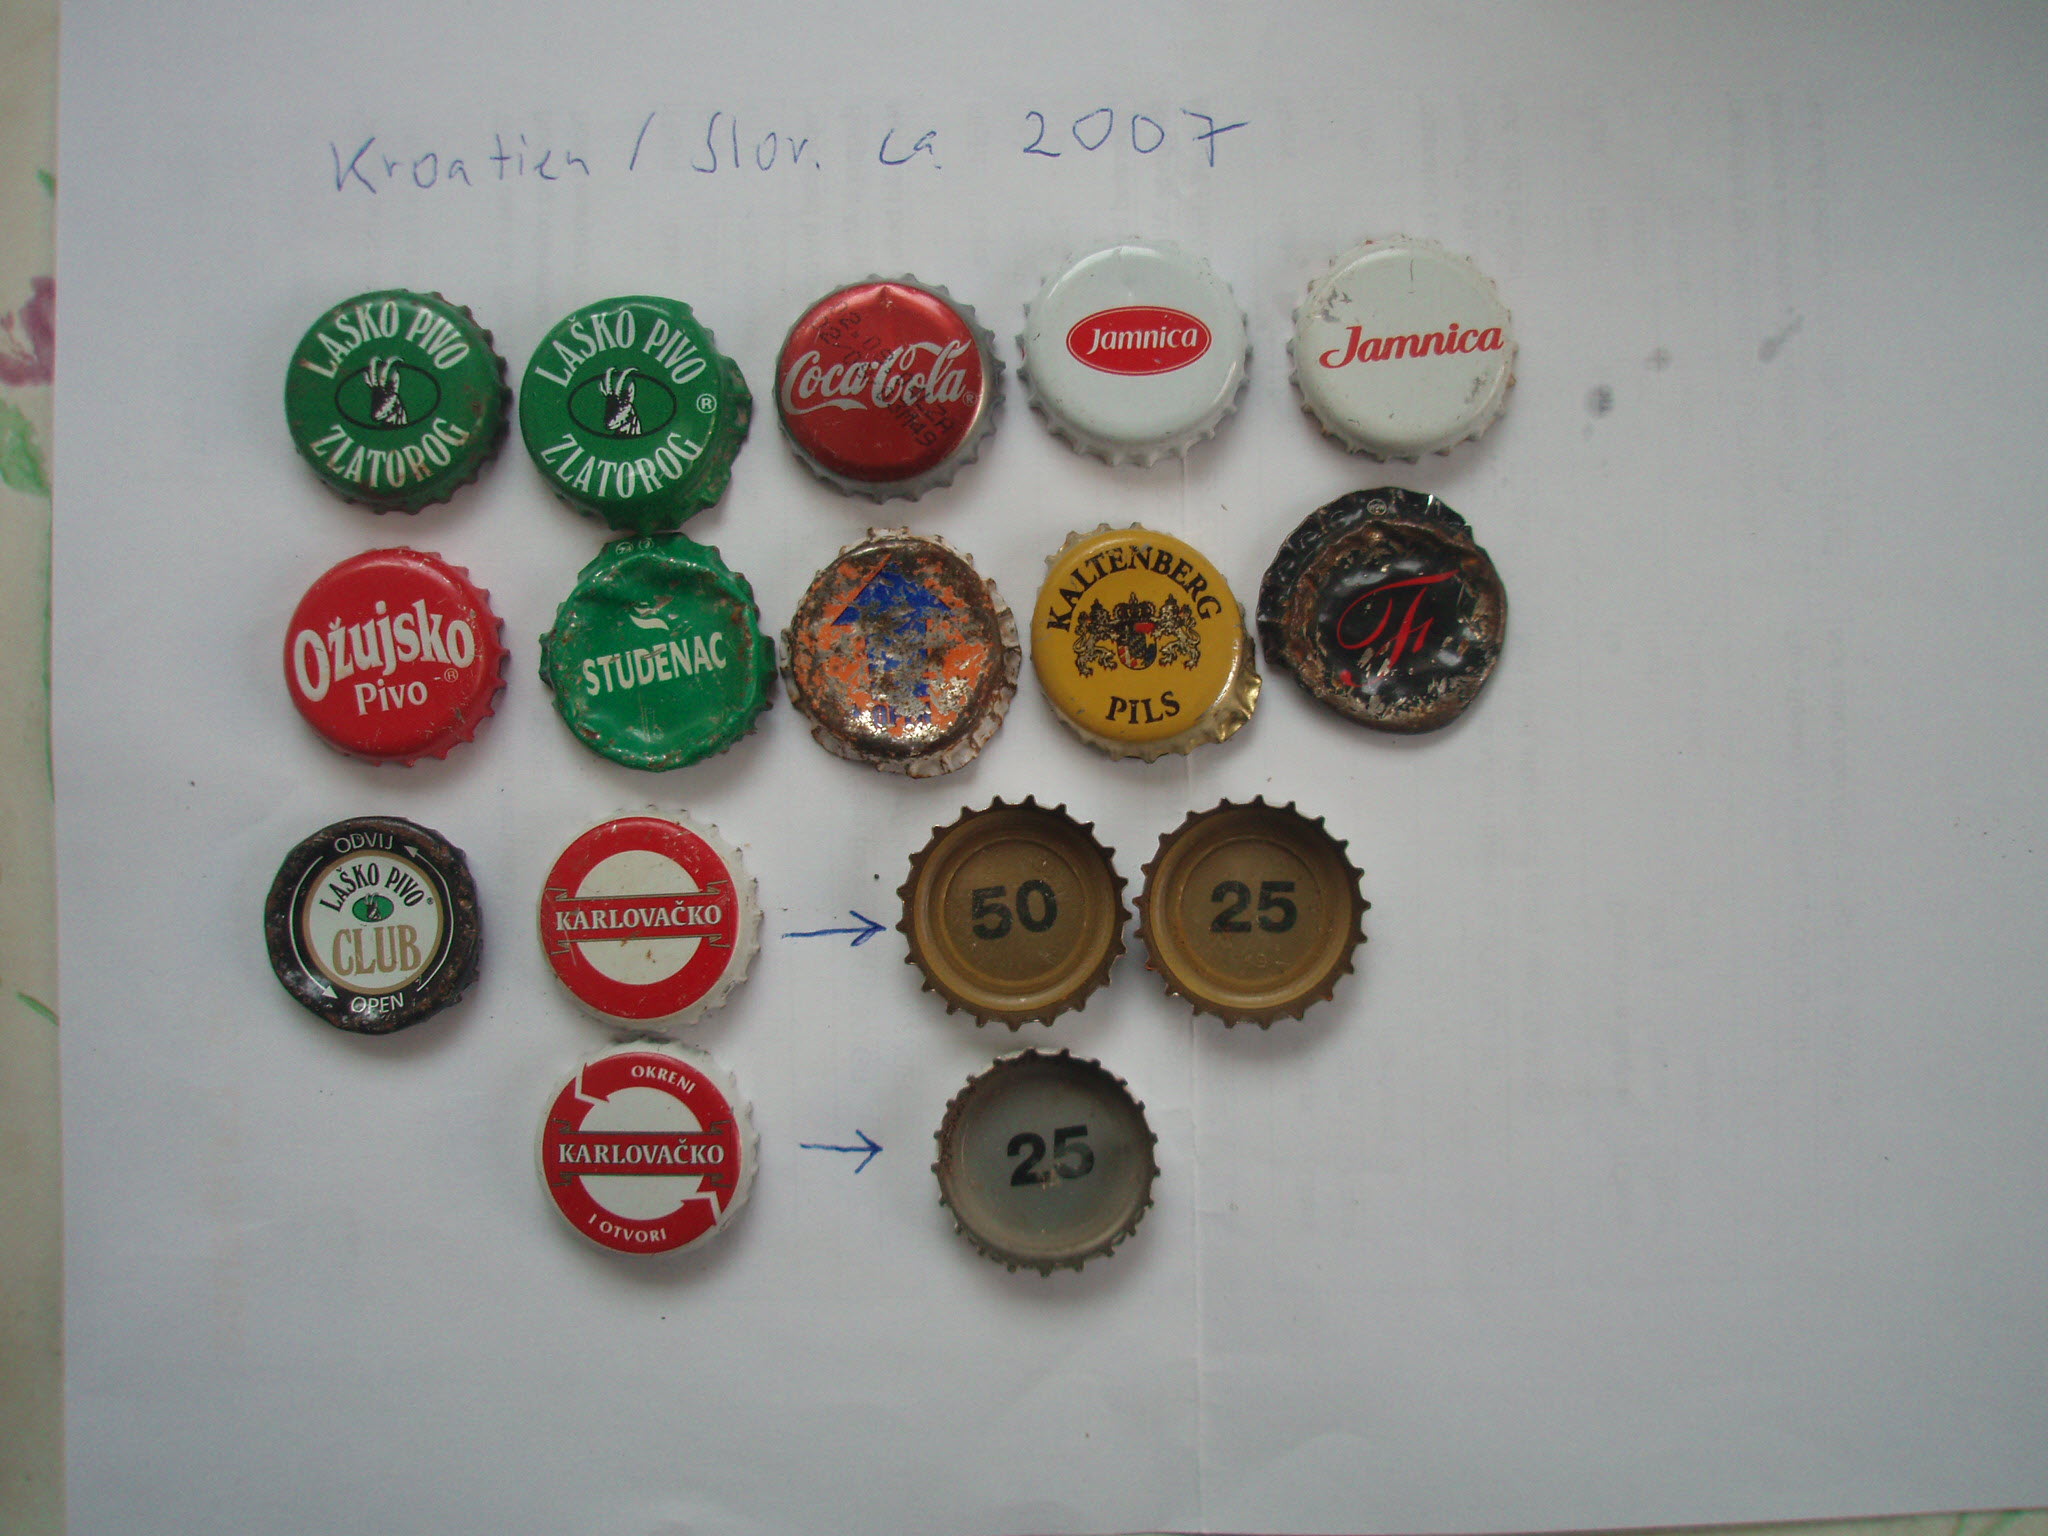 Kroatien / Slov. ca. 2007
LAŠKO PIVO
ZLATOROG
LAŠKO PIVO
®
ZLATOROG
Coca-Cola®
Jamnica
Jamnica
Ožujsko
®
Pivo
STUDENAC
KALTENBERG
PILS
F
ODVIJ
LAŠKO PIVO®
CLUB
OPEN
KARLOVAČKO
50
25
OKRENI
KARLOVAČKO
I OTVORI
25